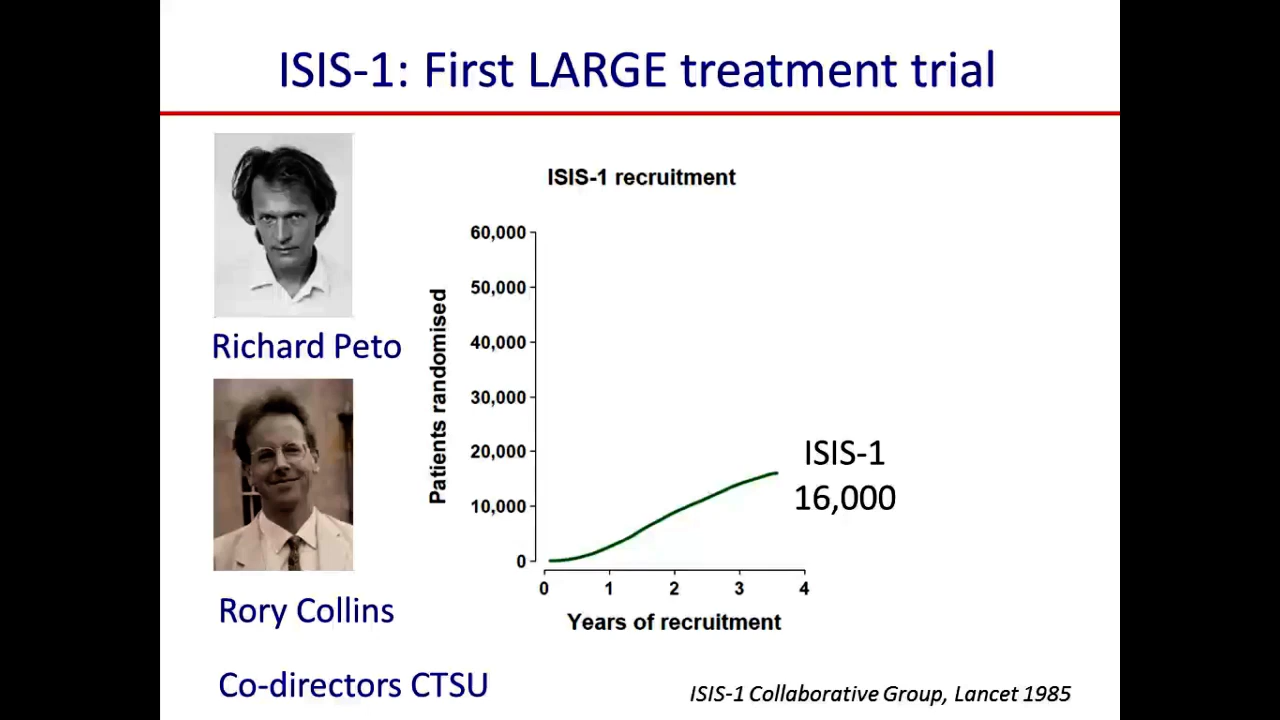 ISIS-1: First LARGE treatment trial
Richard Peto
Rory Collins
Co-directors CTSU
ISIS-1 recruitment
Patients randomised
60,000
50,000
40,000
30,000
20,000
10,000
0
0 1 2 3 4
Years of recruitment
ISIS-1
16,000
ISIS-1 Collaborative Group, Lancet 1985